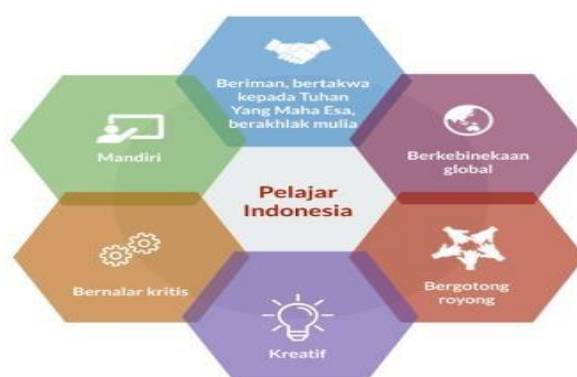 Beriman, bertakwa
kepada Tuhan
Yang Maha Esa,
berakhlak mulia
Mandiri
Berkebinekaan
global
Pelajar
Indonesia
Bernalar kritis
Bergotong
royong
Kreatif